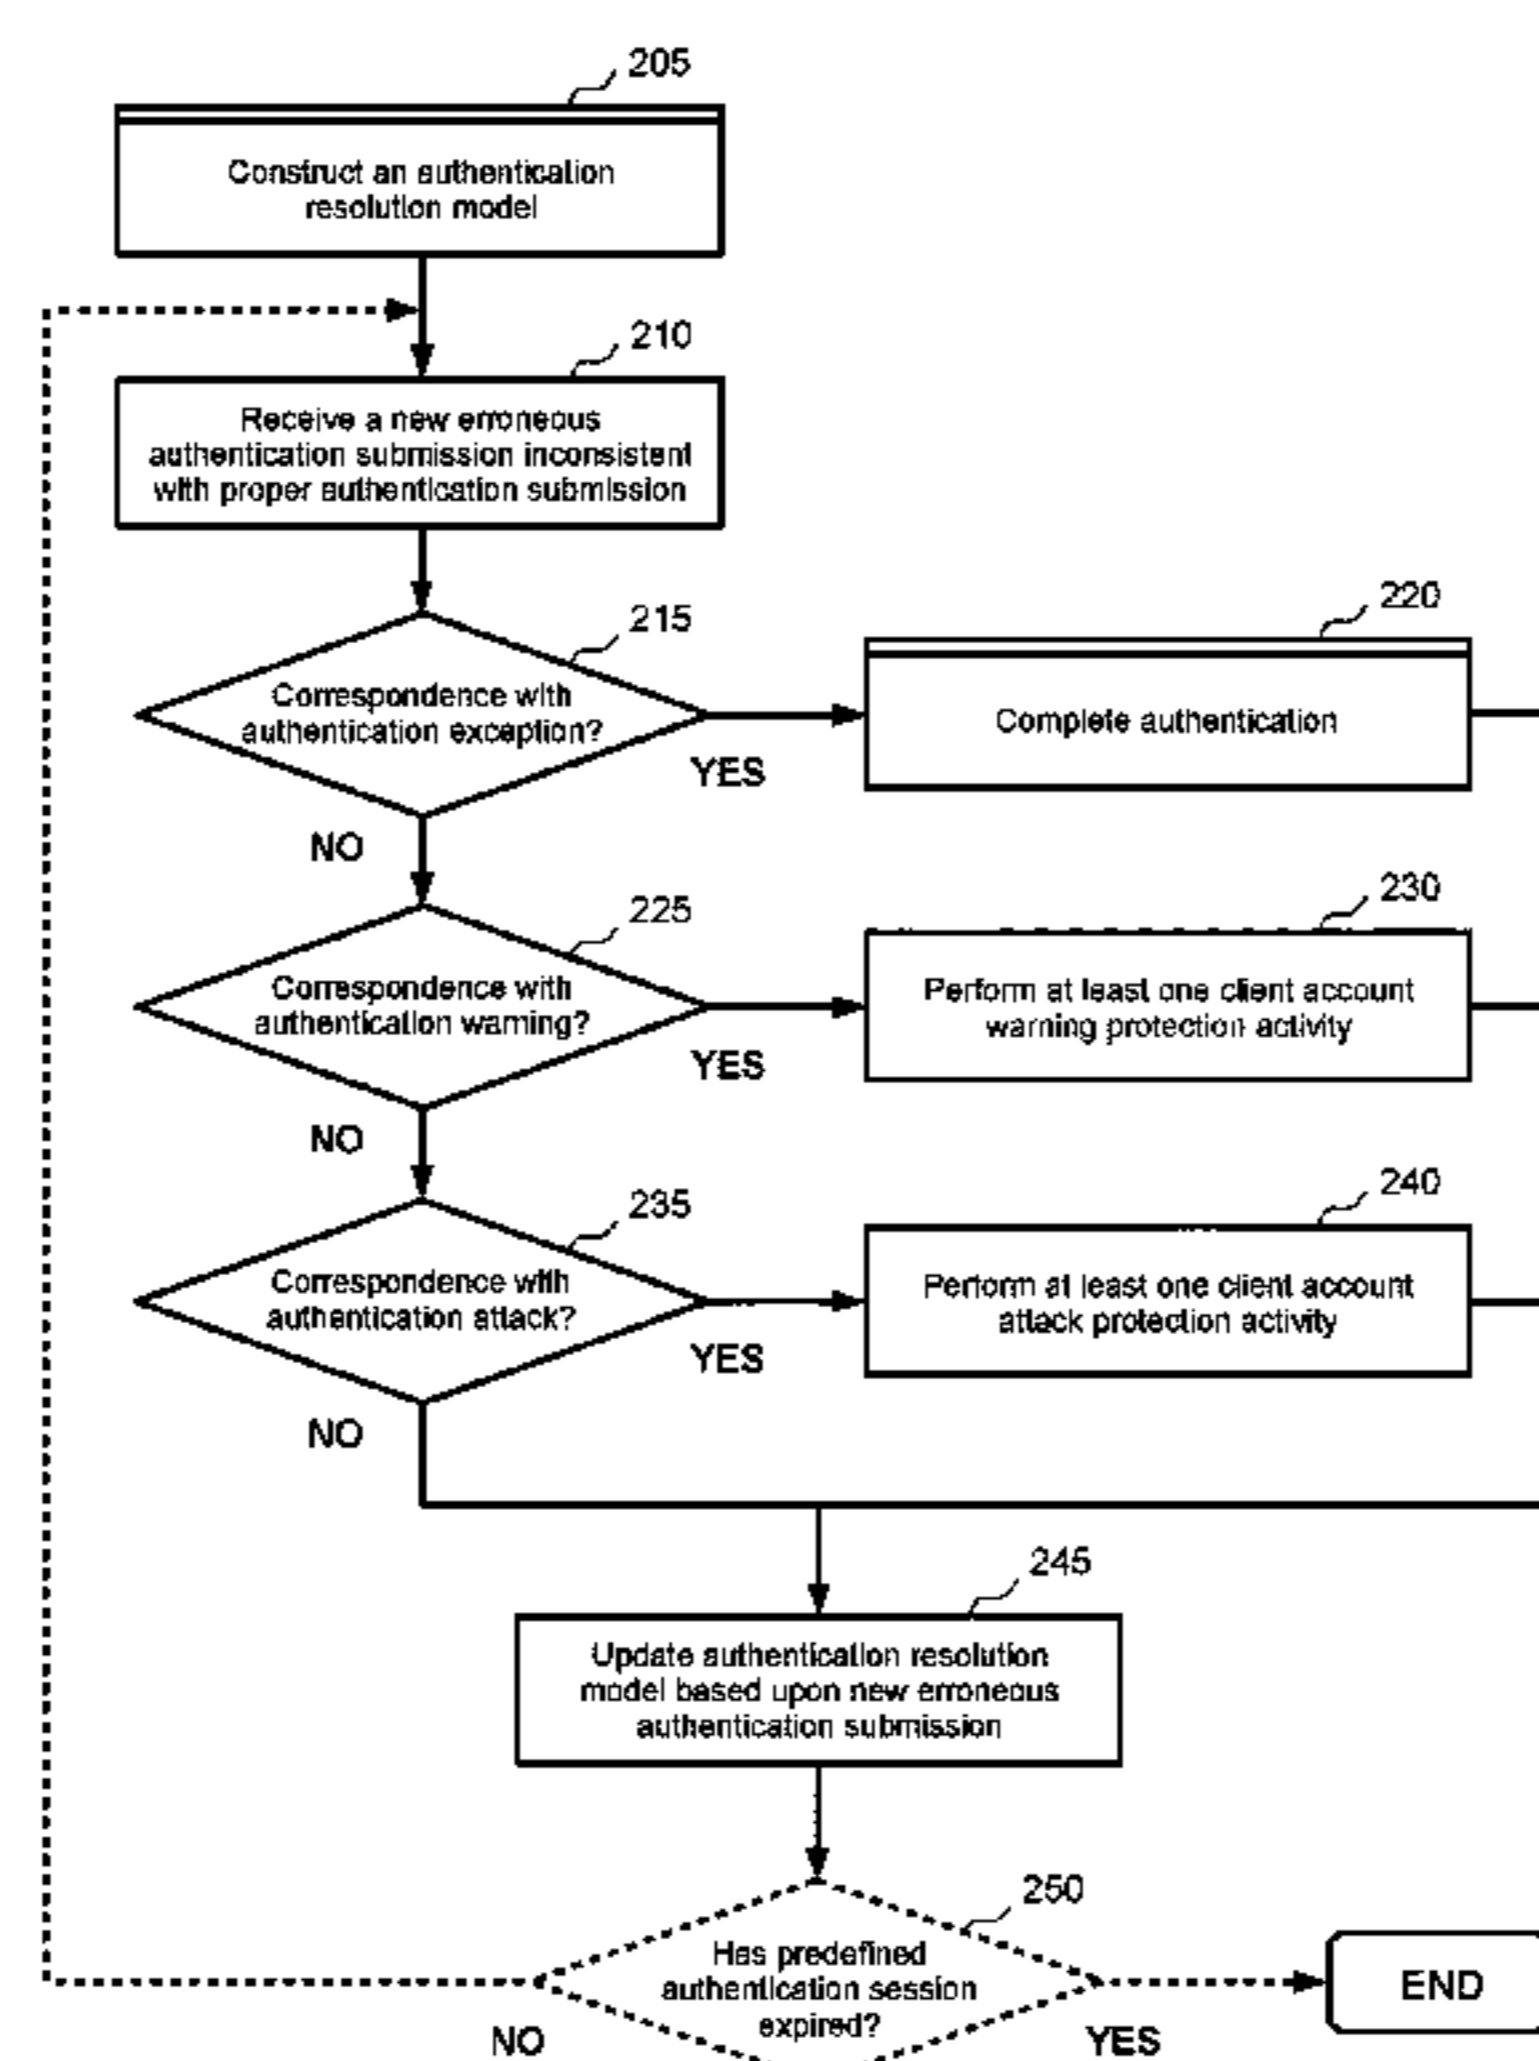 205
Construct an authentication
resolution model
210
Receive a new erroneous
authentication submission inconsistent
with proper authentication submission
215
Correspondence with
authentication exception?
YES
NO
220
Complete authentication
225
Correspondence with
authentication warning?
YES
NO
230
Perform at least one client account
warning protection activity
235
Correspondence with
authentication attack?
YES
NO
240
Perform at least one client account
attack protection activity
245
Update authentication resolution
model based upon new erroneous
authentication submission
250
Has predefined
authentication session
expired?
NO
YES
END